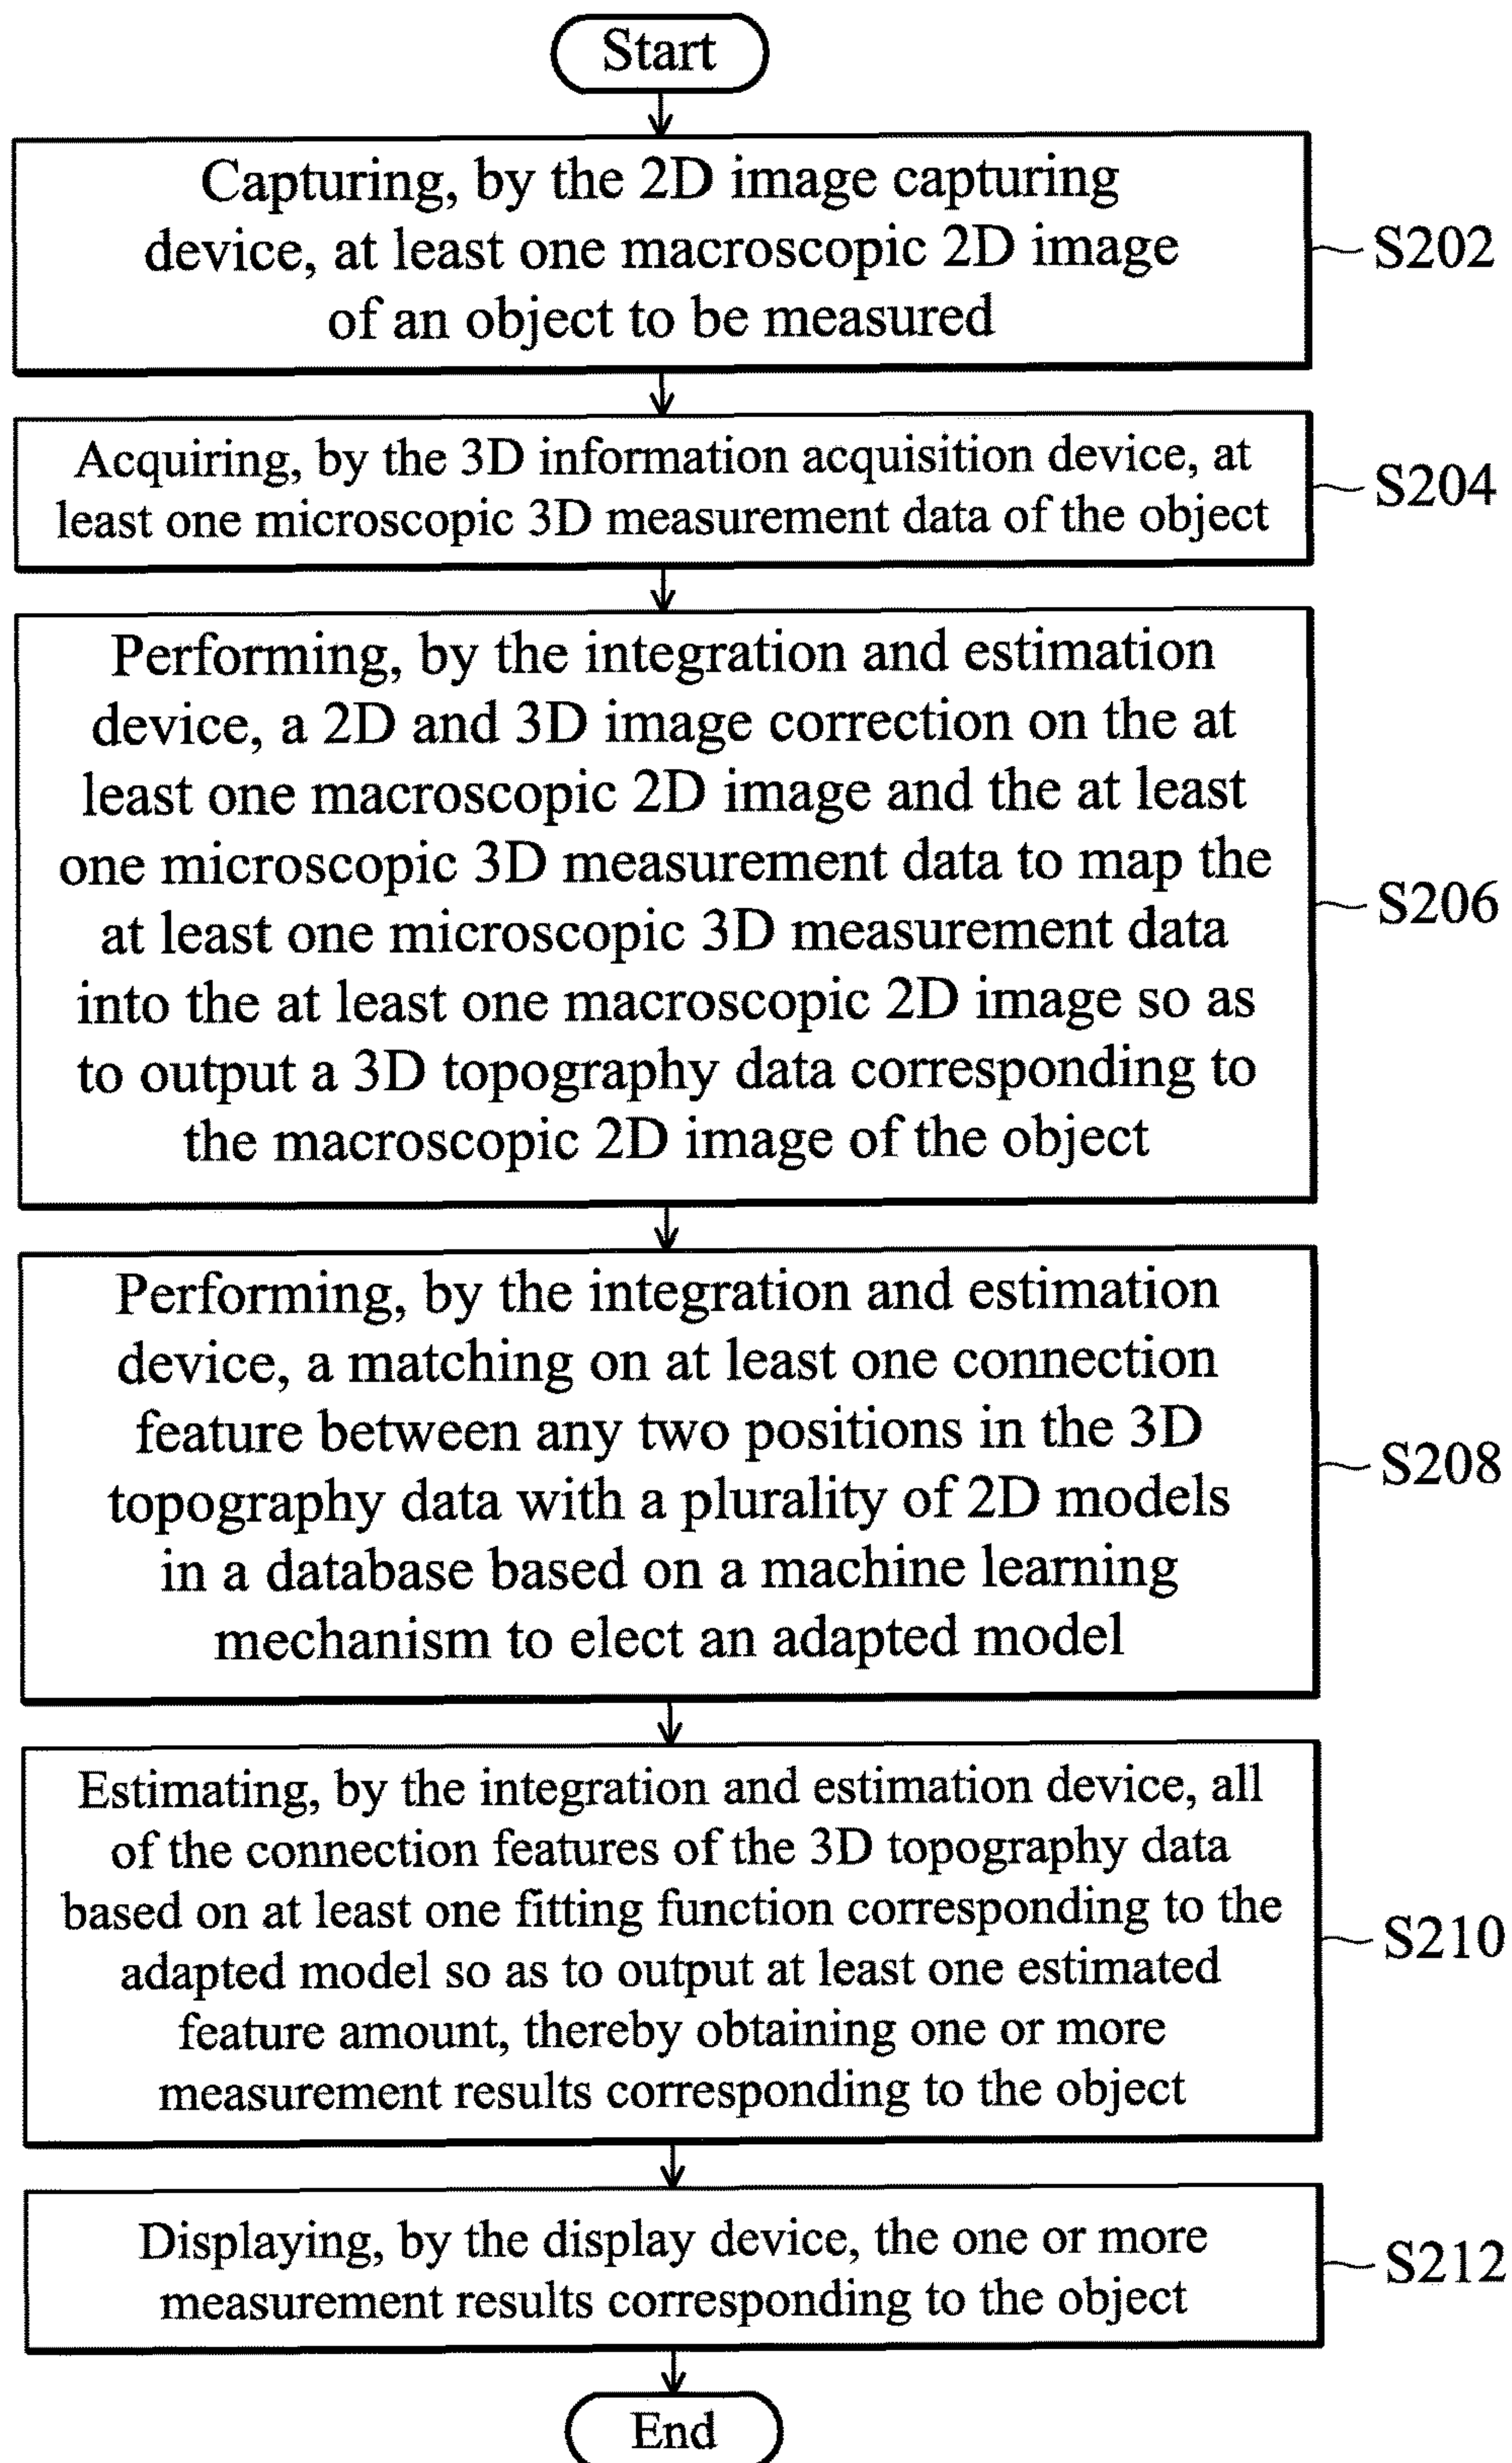 Start
Capturing, by the 2D image capturing
device, at least one macroscopic 2D image
of an object to be measured
S202
Acquiring, by the 3D information acquisition device, at
least one microscopic 3D measurement data of the object
S204
Performing, by the integration and estimation
device, a 2D and 3D image correction on the at
least one macroscopic 2D image and the at least
one microscopic 3D measurement data to map the
at least one microscopic 3D measurement data
into the at least one macroscopic 2D image so as
to output a 3D topography data corresponding to
the macroscopic 2D image of the object
S206
Performing, by the integration and estimation
device, a matching on at least one connection
feature between any two positions in the 3D
topography data with a plurality of 2D models
in a database based on a machine learning
mechanism to elect an adapted model
S208
Estimating, by the integration and estimation device, all
of the connection features of the 3D topography data
based on at least one fitting function corresponding to the
adapted model so as to output at least one estimated
feature amount, thereby obtaining one or more
measurement results corresponding to the object
S210
Displaying, by the display device, the one or more
measurement results corresponding to the object
S212
End